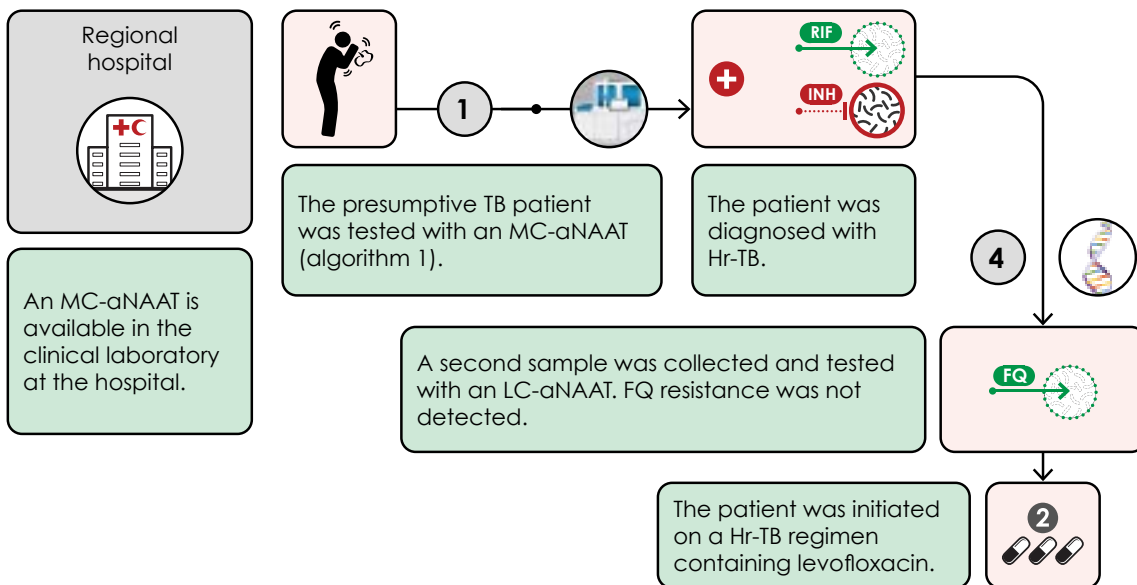 Regional
hospital
An MC-aNAAT is
available in the
clinical laboratory
at the hospital.
1
The presumptive TB patient
was tested with an MC-aNAAT
(algorithm 1).
RIF
INH
The patient was
diagnosed with
Hr-TB.
4
A second sample was collected and tested
with an LC-aNAAT. FQ resistance was not
detected.
FQ
The patient was initiated
on a Hr-TB regimen
containing levofloxacin.
2